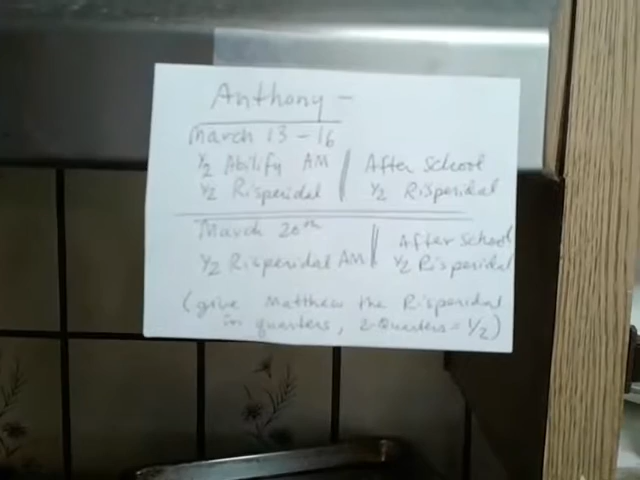 Anthony -
March 13 - 16
1/2 Abilify AM
1/2 Risperidal
After School
1/2 Risperidal
March 20th
1/2 Risperidal AM
After School
1/2 Risperidal
(give Matthew the Risperidal
in quarters, 2 Quarters = 1/2)